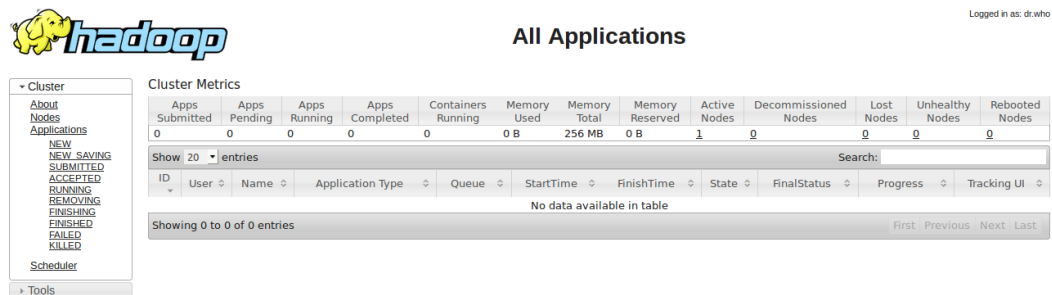 Logged in as: dr.who
hadoop
All Applications
Cluster
About
Nodes
Applications
NEW
NEW_SAVING
SUBMITTED
ACCEPTED
RUNNING
REMOVING
FINISHING
FINISHED
FAILED
KILLED
Scheduler
Tools
Cluster Metrics
Apps Submitted Apps Pending Apps Running Apps Completed Containers Running Memory Used Memory Total Memory Reserved Active Nodes Decommissioned Nodes Lost Nodes Unhealthy Nodes Rebooted Nodes
0 0 0 0 0 0 B 256 MB 0 B 1 0 0 0 0
Show 20 entries Search:
ID User Name Application Type Queue StartTime FinishTime State FinalStatus Progress Tracking UI
No data available in table
Showing 0 to 0 of 0 entries First Previous Next Last